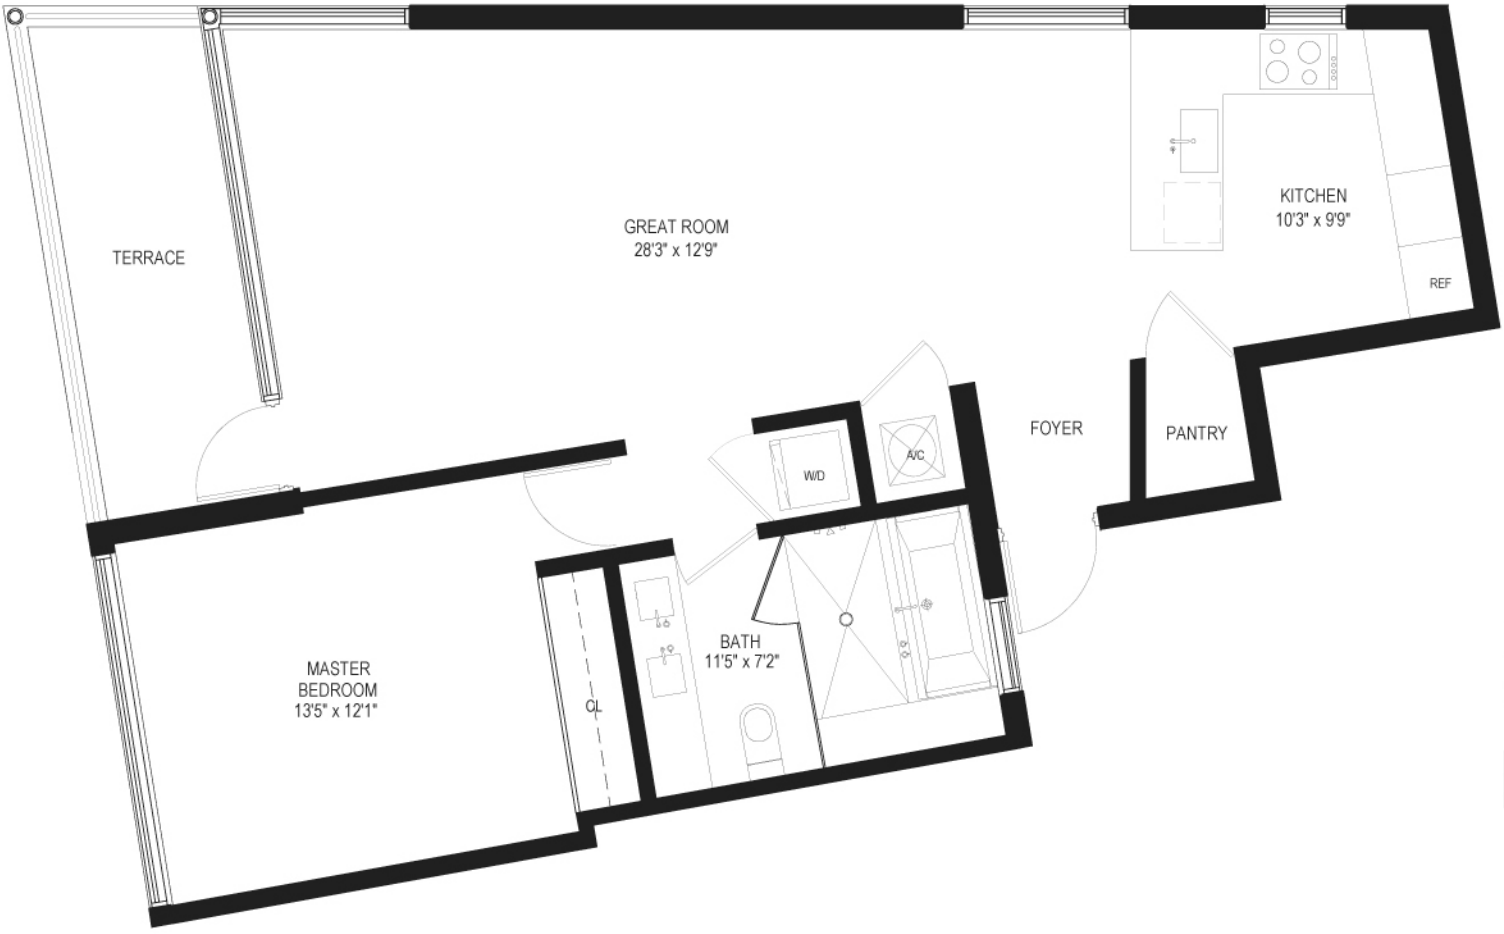 TERRACE
GREAT ROOM
28'3" x 12'9"
KITCHEN
10'3" x 9'9"
REF
FOYER
PANTRY
A/C
W/D
BATH
11'5" x 7'2"
MASTER
BEDROOM
13'5" x 12'1"
CL